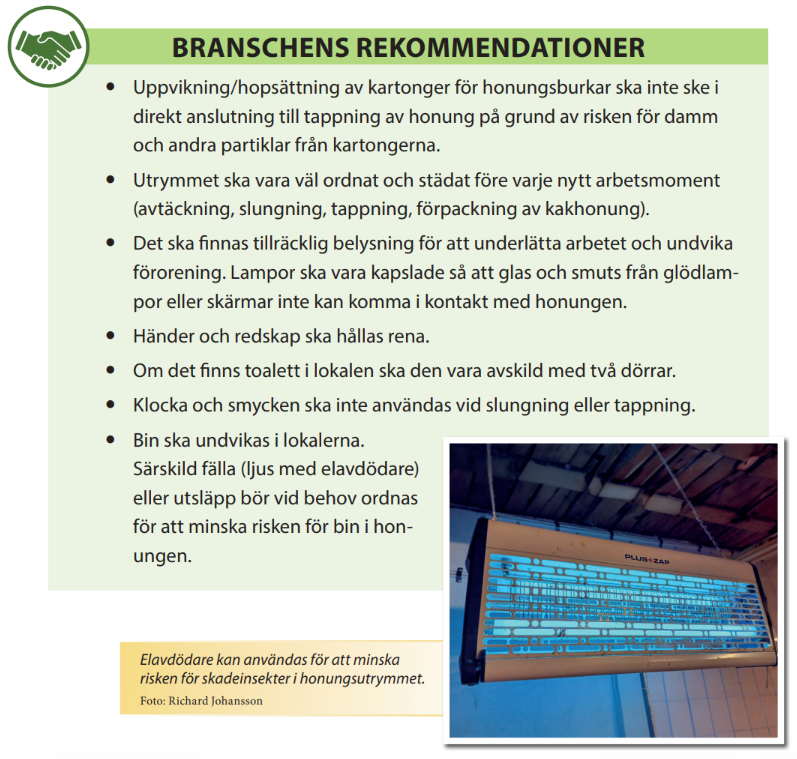 BRANSCHENS REKOMMENDATIONER
• Uppvikning/hopsättning av kartonger för honungsburkar ska inte ske i
direkt anslutning till tappning av honung på grund av risken för damm
och andra partiklar från kartongerna.
• Utrymmet ska vara väl ordnat och städat före varje nytt arbetsmoment
(avtäckning, slungning, tappning, förpackning av kakhonung).
• Det ska finnas tillräcklig belysning för att underlätta arbetet och undvika
förorening. Lampor ska vara kapslade så att glas och smuts från glödlam-
por eller skärmar inte kan komma i kontakt med honungen.
• Händer och redskap ska hållas rena.
• Om det finns toalett i lokalen ska den vara avskild med två dörrar.
• Klocka och smycken ska inte användas vid slungning eller tappning.
• Bin ska undvikas i lokalerna.
Särskild fälla (ljus med elavdödare)
eller utsläpp bör vid behov ordnas
för att minska risken för bin i hon-
ungen.
PLUS ZAP
Elavdödare kan användas för att minska
risken för skadeinsekter i honungsutrymmet.
Foto: Richard Johansson